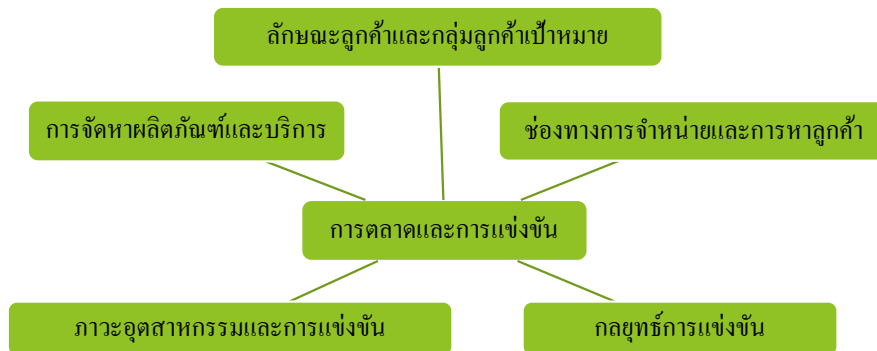 ลักษณะลูกค้าและกลุ่มลูกค้าเป้าหมาย
การจัดหาผลิตภัณฑ์และบริการ
ช่องทางการจำหน่ายและการหาลูกค้า
การตลาดและการแข่งขัน
ภาวะอุตสาหกรรมและการแข่งขัน
กลยุทธ์การแข่งขัน